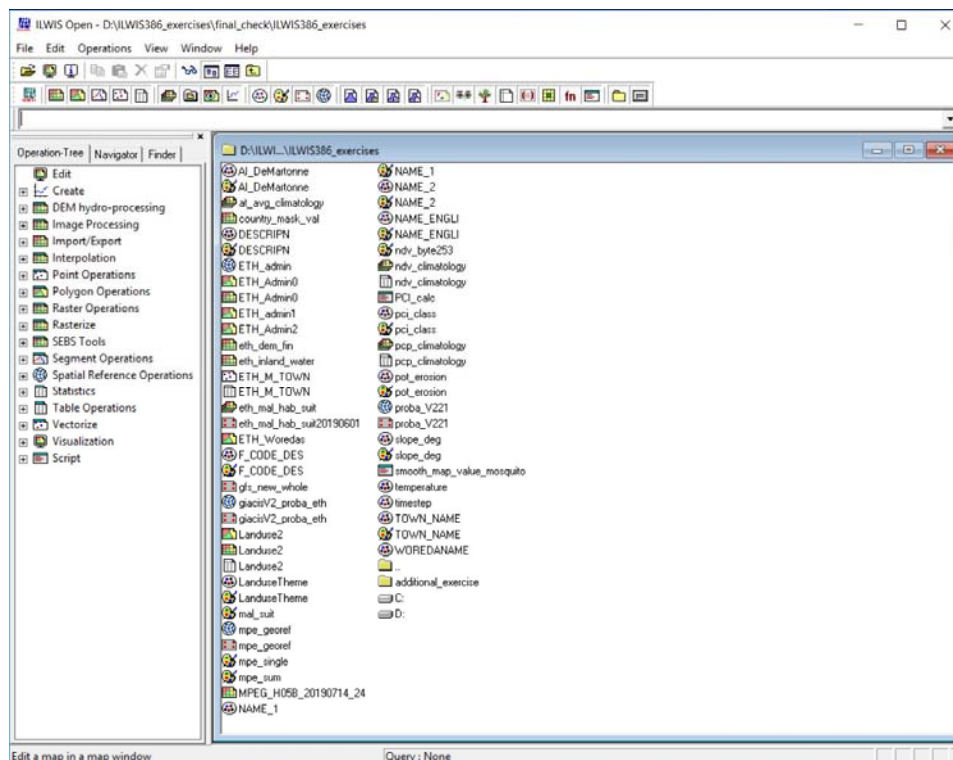 ILWIS Open - D:\ILWIS386_exercises\final_check\ILWIS386_exercises
File Edit Operations View Window Help
fn
Operation-Tree Navigator Finder
Edit
Create
DEM hydro-processing
Image Processing
Import/Export
Interpolation
Point Operations
Polygon Operations
Raster Operations
Rasterize
SEBS Tools
Segment Operations
Spatial Reference Operations
Statistics
Table Operations
Vectorize
Visualization
Script
D:\ILWI...\ILWIS386_exercises
AI_DeMartonne
AI_DeMartonne
at_avg_climatology
country_mask_val
DESCRIPN
DESCRIPN
ETH_admin
ETH_Admin0
ETH_Admin0
ETH_admin1
ETH_Admin2
eth_dem_fin
eth_inland_water
ETH_M_TOWN
ETH_M_TOWN
eth_mal_hab_suit
eth_mal_hab_suit20190601
ETH_Woredas
F_CODE_DES
F_CODE_DES
gfs_new_whole
giacisV2_proba_eth
giacisV2_proba_eth
Landuse2
Landuse2
Landuse2
LanduseTheme
LanduseTheme
mal_suit
mpe_georef
mpe_georef
mpe_single
mpe_sum
MPEG_H05B_20190714_24
NAME_1
NAME_1
NAME_2
NAME_2
NAME_ENGLI
NAME_ENGLI
ndv_byte253
ndv_climatology
ndv_climatology
PCI_calc
pci_class
pci_class
pcp_climatology
pcp_climatology
pot_erosion
pot_erosion
proba_V221
proba_V221
slope_deg
slope_deg
smooth_map_value_mosquito
temperature
timestep
TOWN_NAME
TOWN_NAME
WOREDANAME
..
additional_exercise
C:
D:
Edit a map in a map window
Query : None